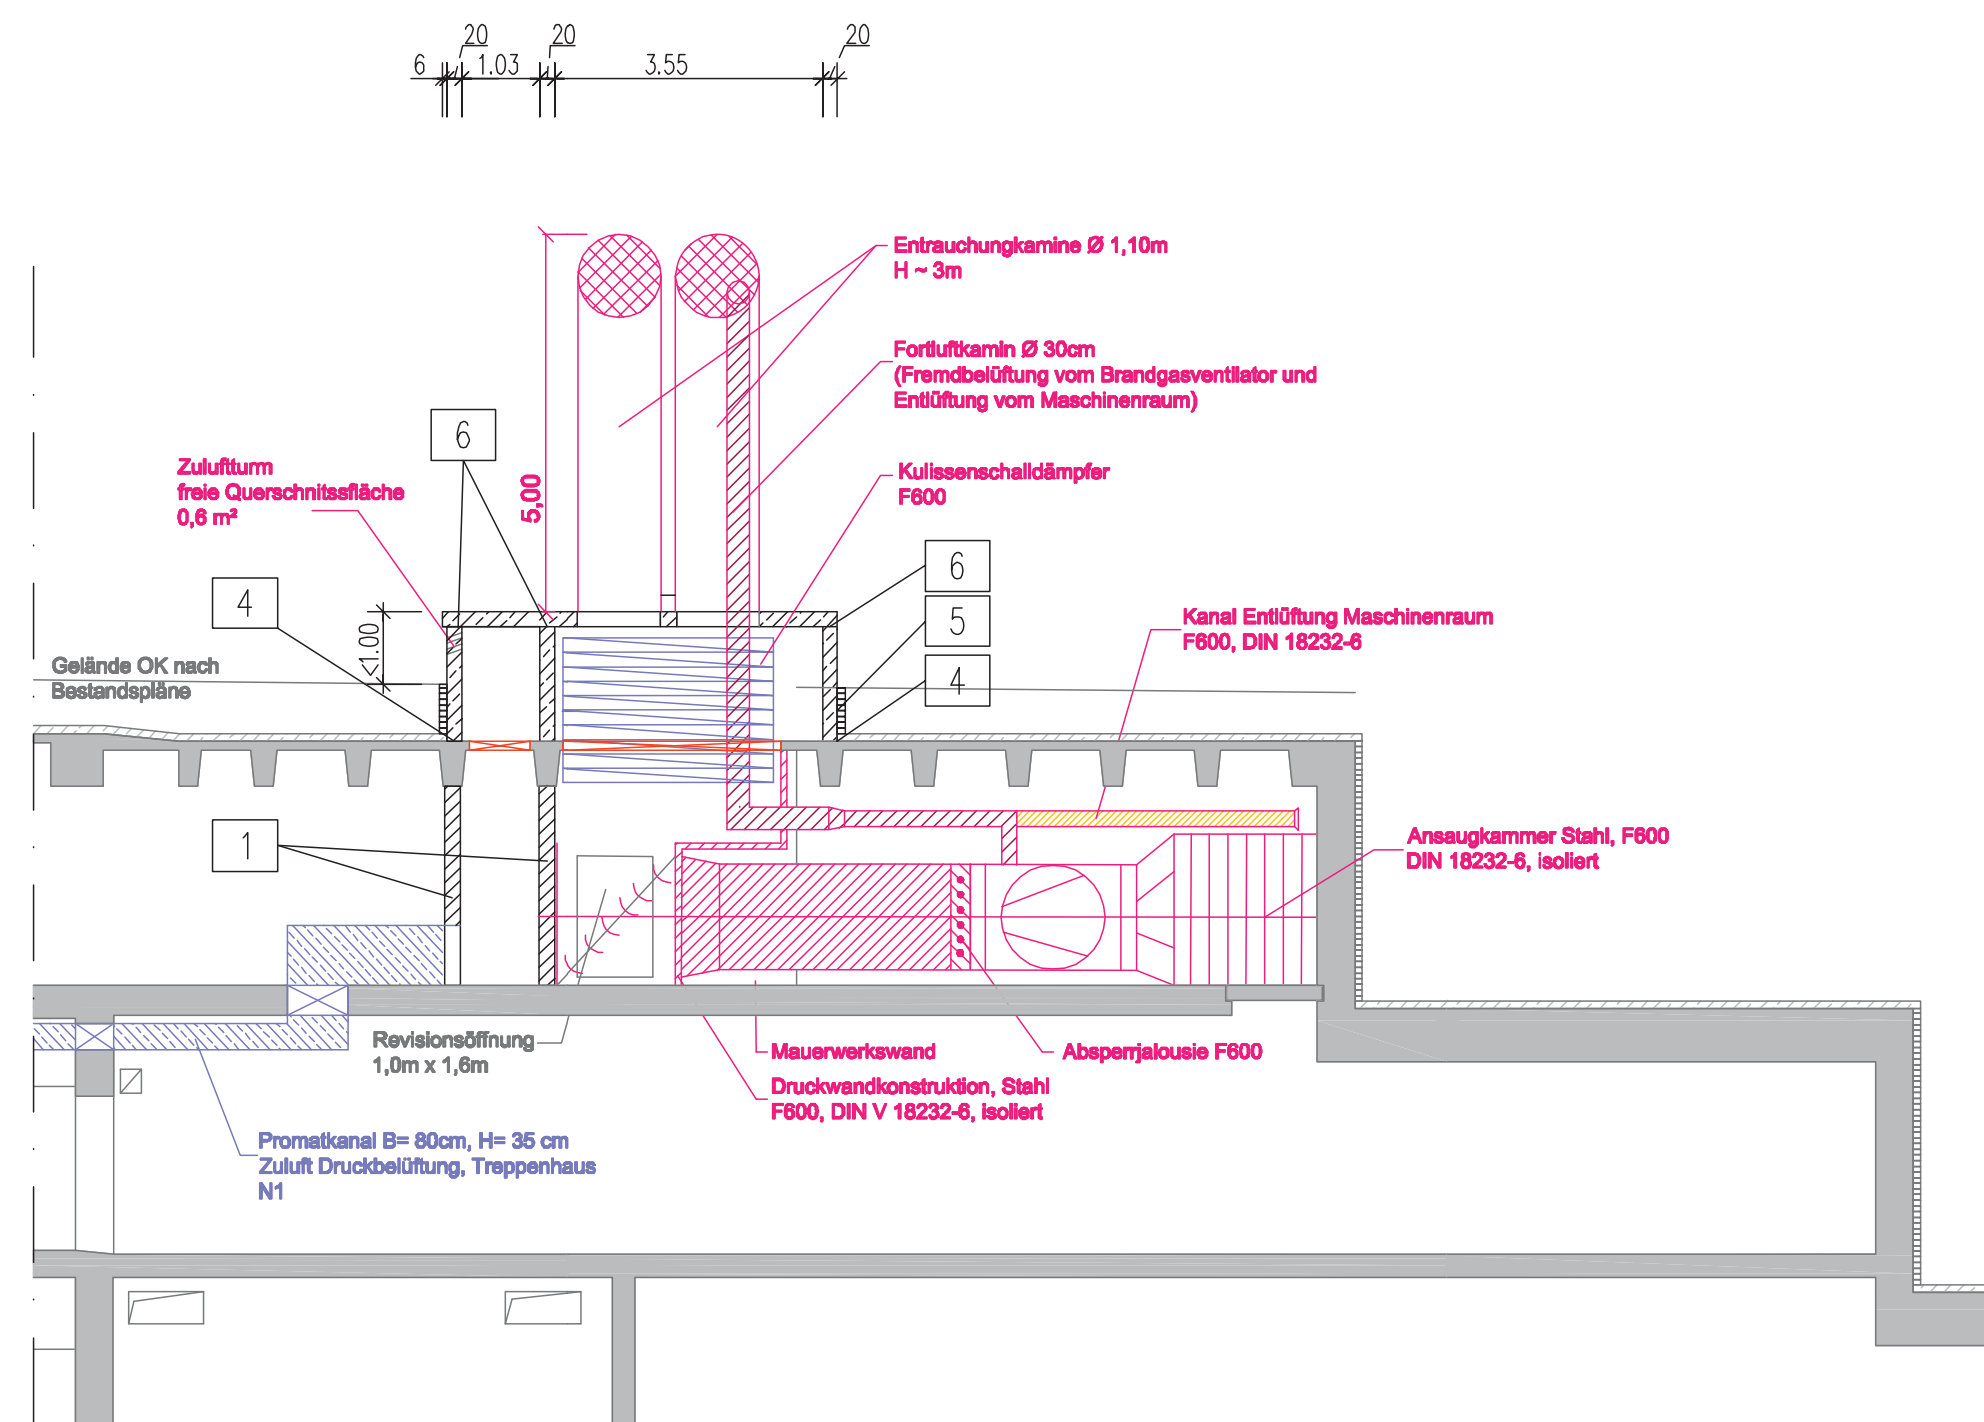 20
20
20
6
1.03
3.55
Entrauchungkamine Ø 1,10m
H ~ 3m
Fortluftkamin Ø 30cm
(Fremdbelüftung vom Brandgasventilator und
Entlüftung vom Maschinenraum)
6
Zuluftturm
freie Querschnitssfläche
0,6 m²
5,00
Kulissenschalldämpfer
F600
6
5
4
4
<1.00
Kanal Entlüftung Maschinenraum
F600, DIN 18232-6
Gelände OK nach
Bestandspläne
1
Ansaugkammer Stahl, F600
DIN 18232-6, isoliert
Revisionsöffnung
1,0m x 1,6m
Mauerwerkswand
Absperrjalousie F600
Druckwandkonstruktion, Stahl
F600, DIN V 18232-6, isoliert
Promatkanal B= 80cm, H= 35 cm
Zuluft Druckbelüftung, Treppenhaus
N1